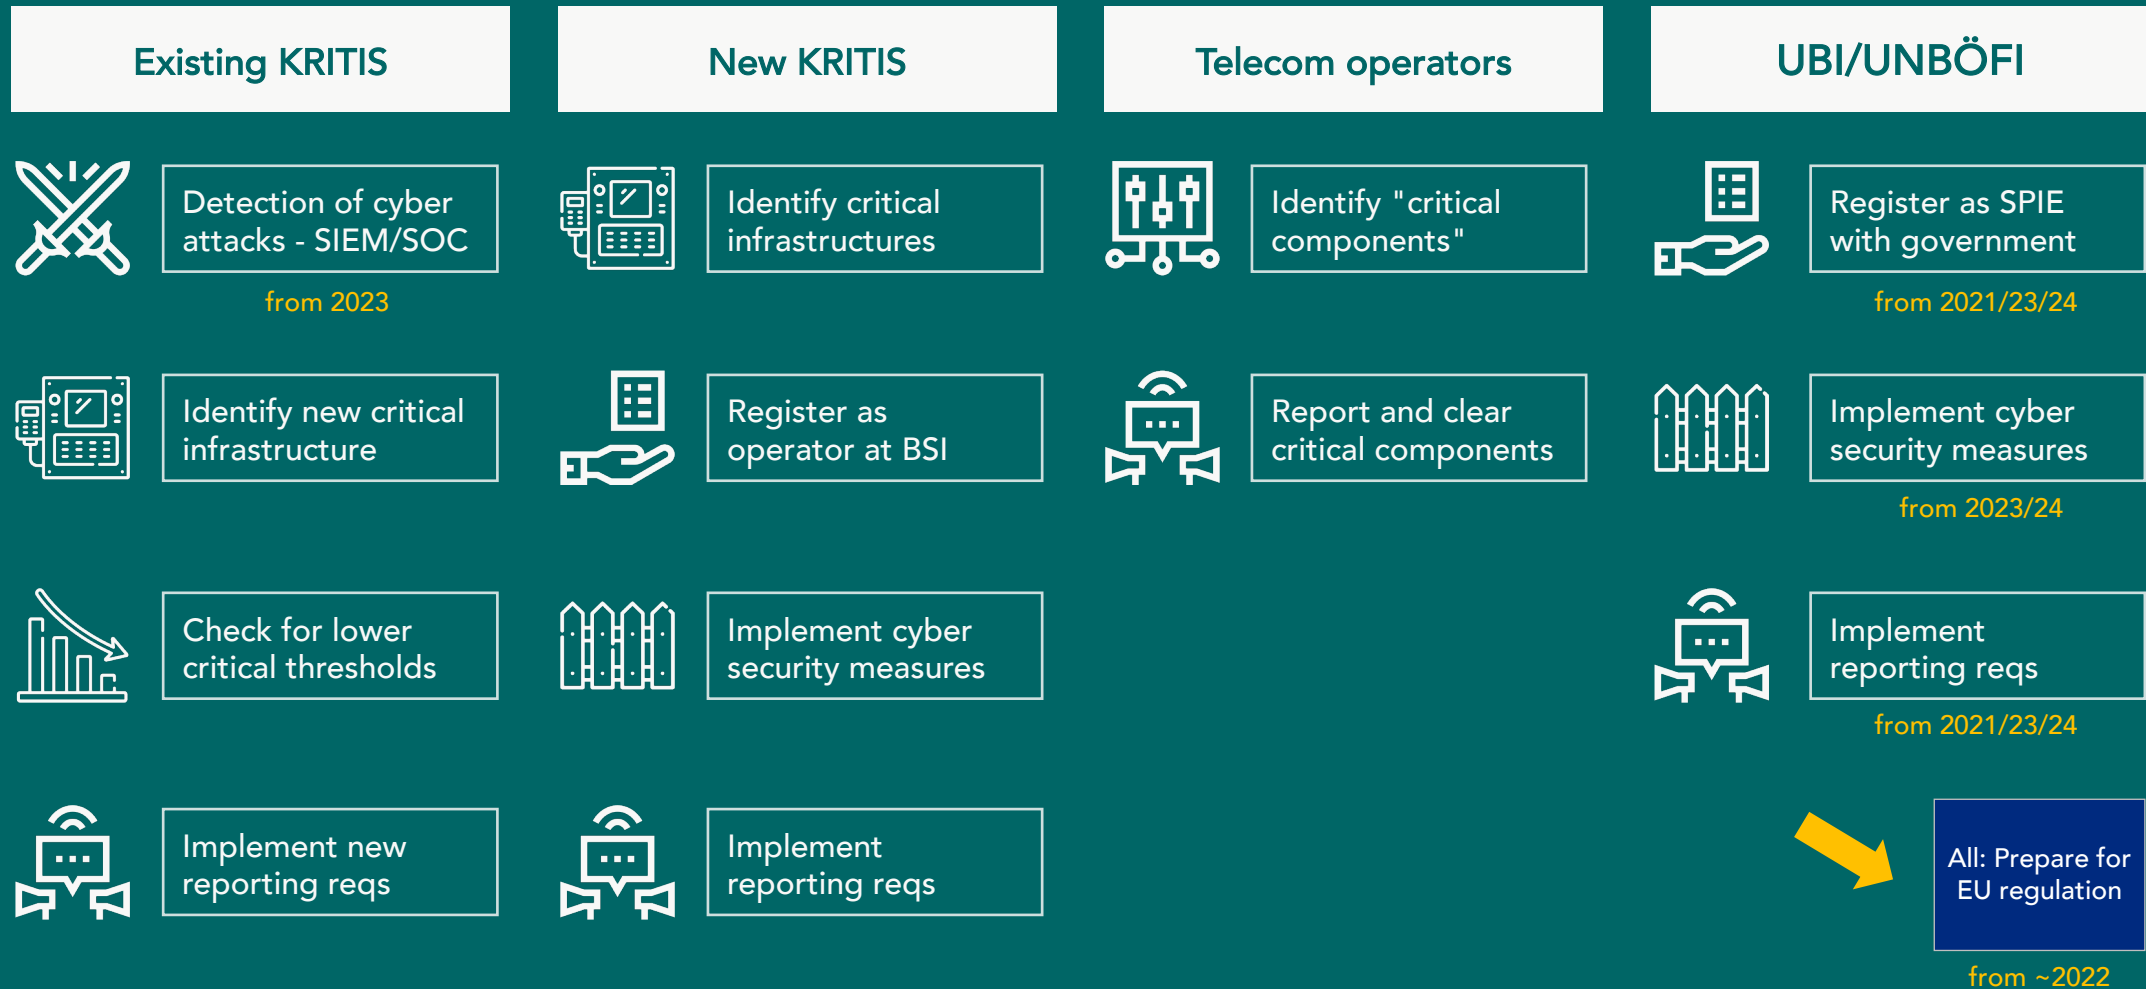 Existing KRITIS
Detection of cyber
attacks - SIEM/SOC
from 2023
Identify new critical
infrastructure
Check for lower
critical thresholds
Implement new
reporting reqs
New KRITIS
Identify critical
infrastructures
Register as
operator at BSI
Implement cyber
security measures
Implement
reporting reqs
Telecom operators
Identify "critical
components"
Report and clear
critical components
UBI/UNBÖFI
Register as SPIE
with government
from 2021/23/24
Implement cyber
security measures
from 2023/24
Implement
reporting reqs
from 2021/23/24
All: Prepare for
EU regulation
from ~2022